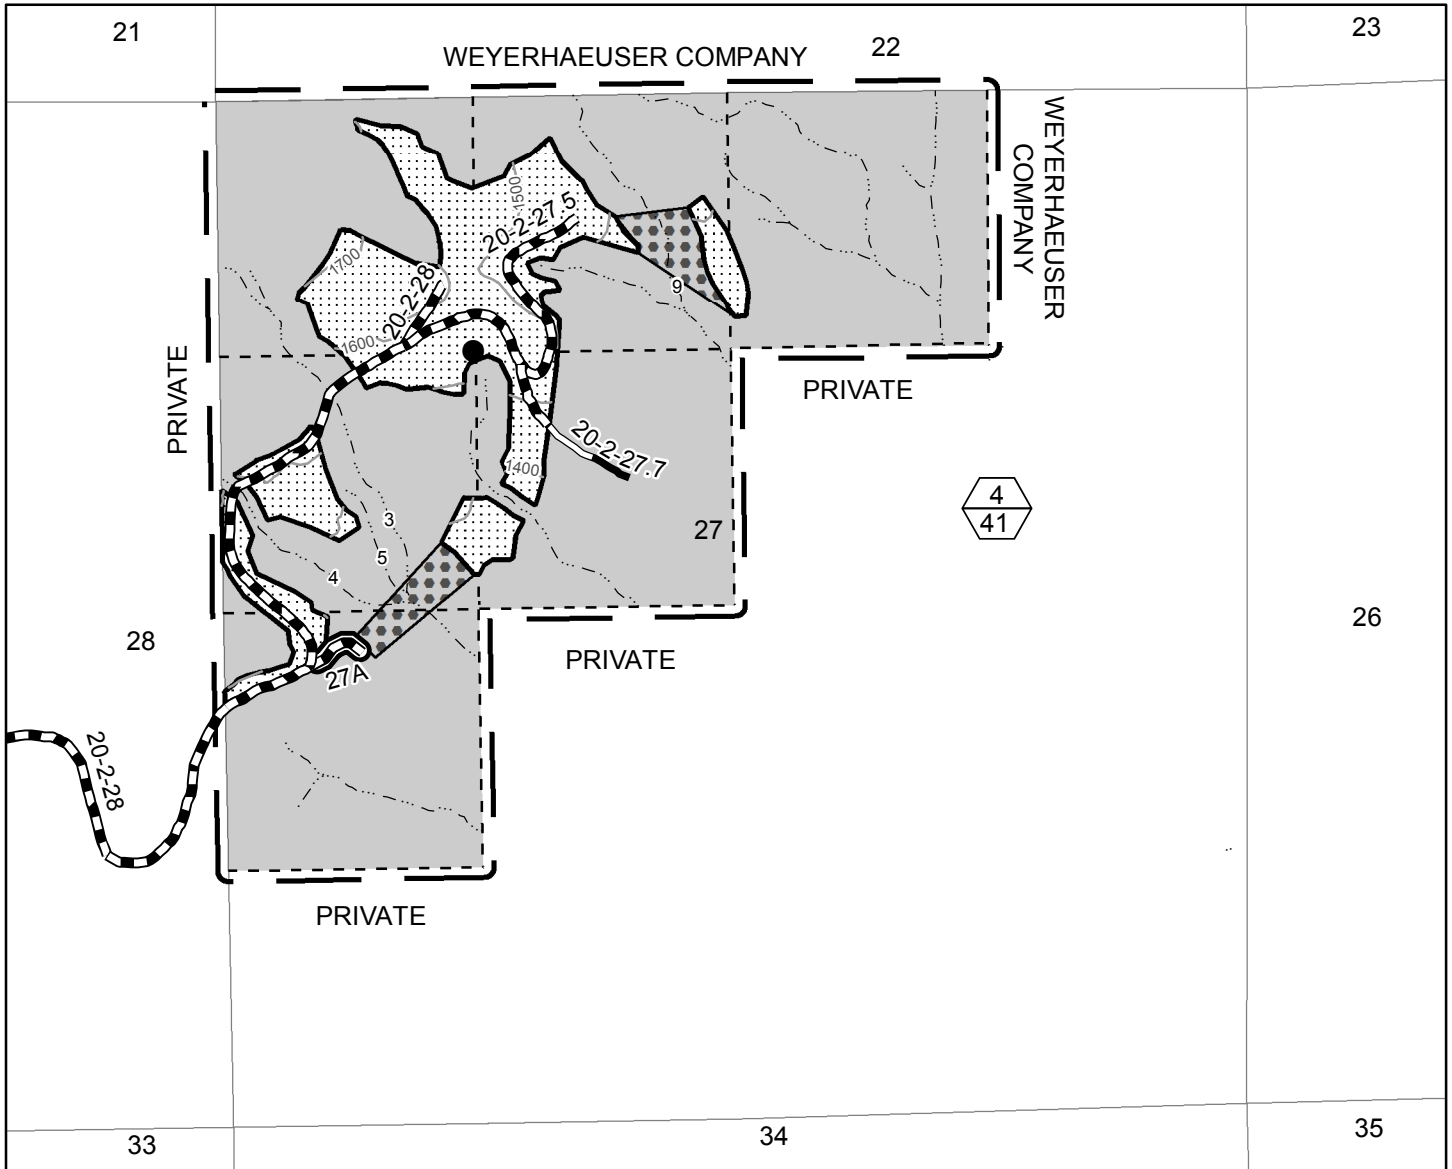 21
22
23
WEYERHAEUSER COMPANY
WEYERHAEUSER
COMPANY
1500
20-2-27.5
1700
20-2-28
9
1600
PRIVATE
PRIVATE
20-2-27.7
1400
4
41
3
27
5
4
28
26
PRIVATE
27A
20-2-28
PRIVATE
33
34
35